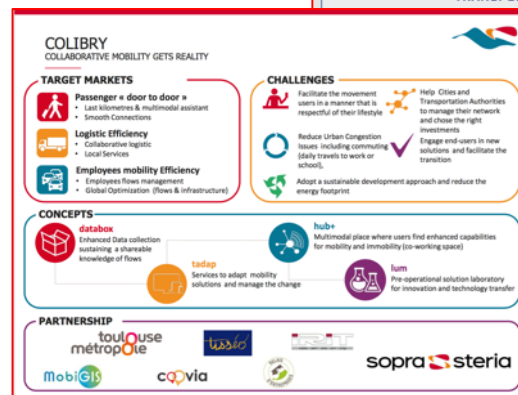 COLIBRY
COLLABORATIVE MOBILITY GETS REALITY
TARGET MARKETS
Passenger « door to door »
• Last kilometres & multimodal assistant
• Smooth Connections
Logistic Efficiency
• Collaborative logistic
• Local Services
Employees mobility Efficiency
• Employees flows management
• Global Optimization (flows & infrastructure)
CHALLENGES
Facilitate the movement
users in a manner that is
respectful of their lifestyle
Help Cities and
Transportation Authorities
to manage their network
and chose the right
investments
Reduce Urban Congestion
Issues including commuting
(daily travels to work or
school),
Engage end-users in new
solutions and facilitate the
transition
Adopt a sustainable development approach and reduce the
energy footprint
CONCEPTS
databox
Enhanced Data collection
sustaining a shareable
knowledge of flows
hub+
Multimodal place where users find enhanced capabilities
for mobility and immobility (co-working space)
tadap
Services to adapt mobility
solutions and manage the change
lum
Pre-operational solution laboratory
for innovation and technology transfer
PARTNERSHIP
toulouse
métropole
tisséo
IRIT
sopra steria
MobiGIS
coovia